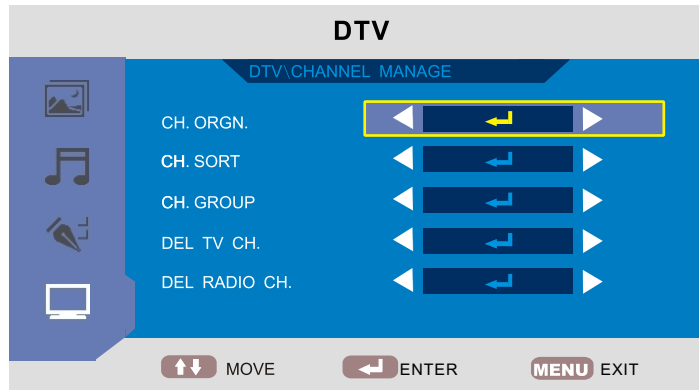 DTV
DTV\CHANNEL MANAGE
CH. ORGN.
CH. SORT
CH. GROUP
DEL TV CH.
DEL RADIO CH.
MOVE ENTER MENU EXIT